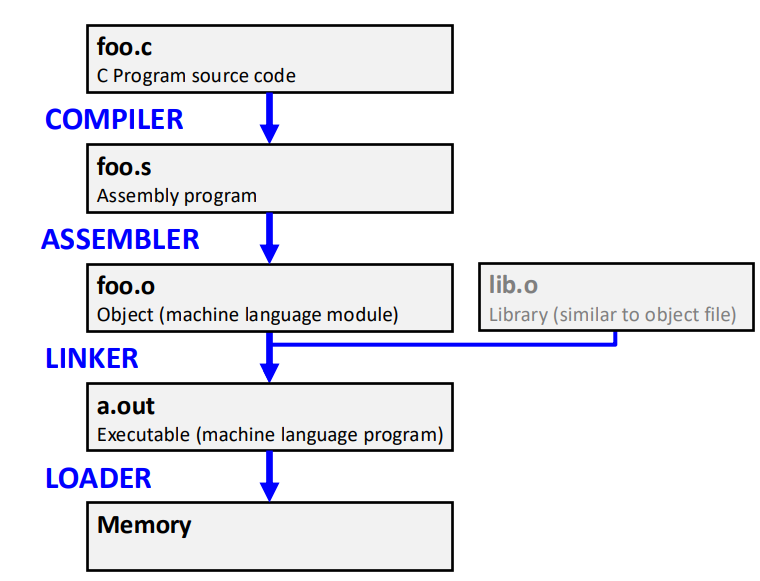 foo.c
C Program source code
COMPILER
foo.s
Assembly program
ASSEMBLER
foo.o
Object (machine language module)
lib.o
Library (similar to object file)
LINKER
a.out
Executable (machine language program)
LOADER
Memory